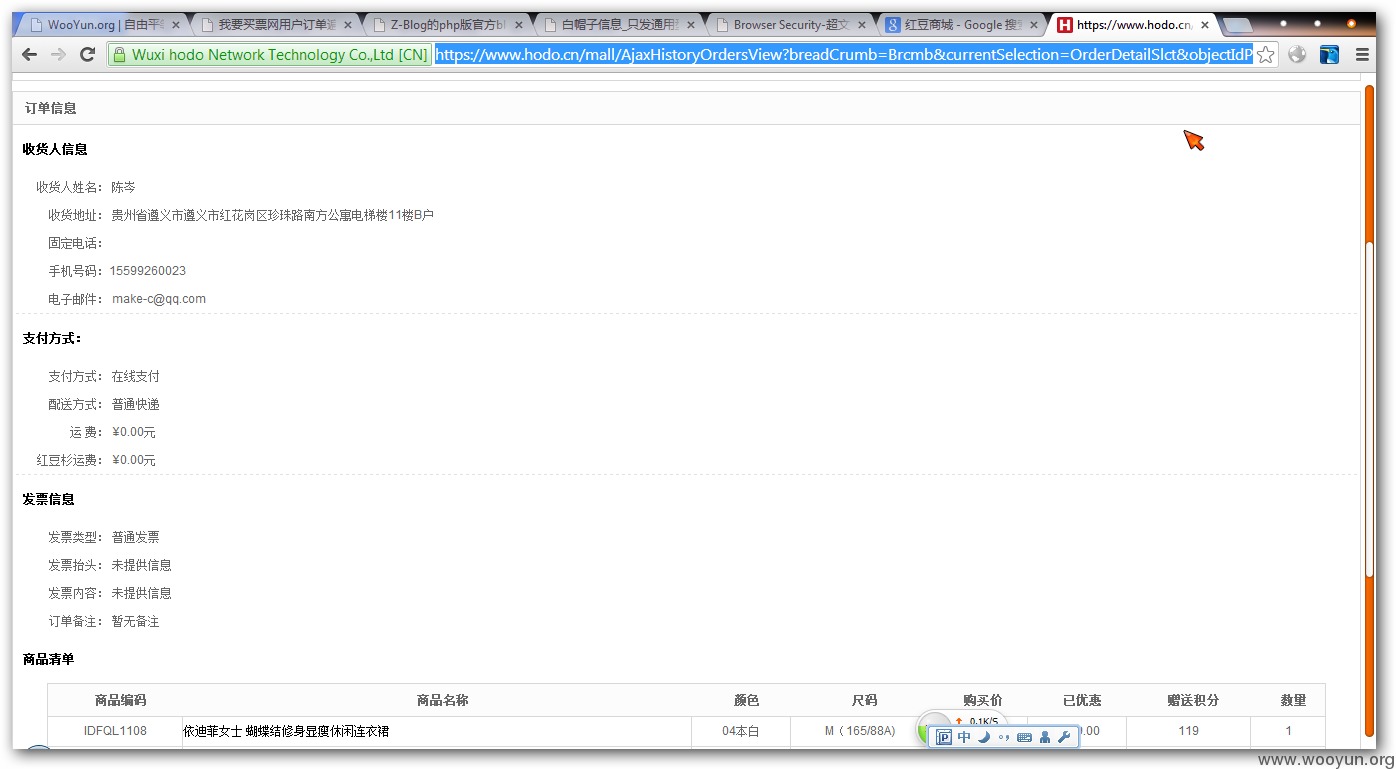 WooYun.org | 自由平
我要买票网用户订单
Z-Blog的php版官方bl
白帽子信息_只发通用
Browser Security-超文
红豆商城 - Google 搜
https://www.hodo.cn/
Wuxi hodo Network Technology Co.,Ltd [CN]
https://www.hodo.cn/mall/AjaxHistoryOrdersView?breadCrumb=Brcmb&currentSelection=OrderDetailSlct&objectIdP
订单信息
收货人信息
收货人姓名: 陈岑
收货地址: 贵州省遵义市遵义市红花岗区珍珠路南方公寓电梯楼11楼B户
固定电话:
手机号码: 15599260023
电子邮件: make-c@qq.com
支付方式:
支付方式: 在线支付
配送方式: 普通快递
运 费: ¥0.00元
红豆杉运费: ¥0.00元
发票信息
发票类型: 普通发票
发票抬头: 未提供信息
发票内容: 未提供信息
订单备注: 暂无备注
商品清单
商品编码 商品名称 颜色 尺码 购买价 已优惠 赠送积分 数里
IDFQL1108 依迪菲女士 蝴蝶结修身显瘦休闲连衣裙 04本白 M（165/88A) .00 119 1
0.1K/S
中
www.wooyun.org